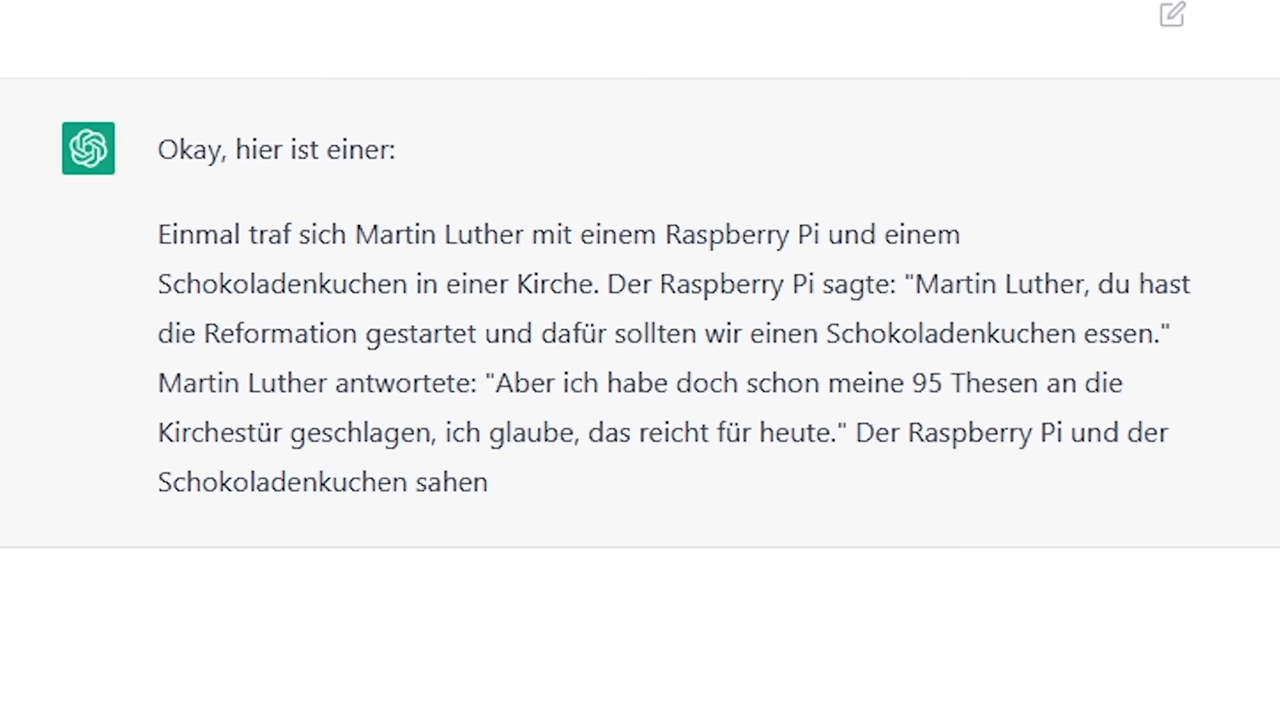 Okay, hier ist einer:
Einmal traf sich Martin Luther mit einem Raspberry Pi und einem
Schokoladenkuchen in einer Kirche. Der Raspberry Pi sagte: "Martin Luther, du hast
die Reformation gestartet und dafür sollten wir einen Schokoladenkuchen essen."
Martin Luther antwortete: "Aber ich habe doch schon meine 95 Thesen an die
Kirchestür geschlagen, ich glaube, das reicht für heute." Der Raspberry Pi und der
Schokoladenkuchen sahen